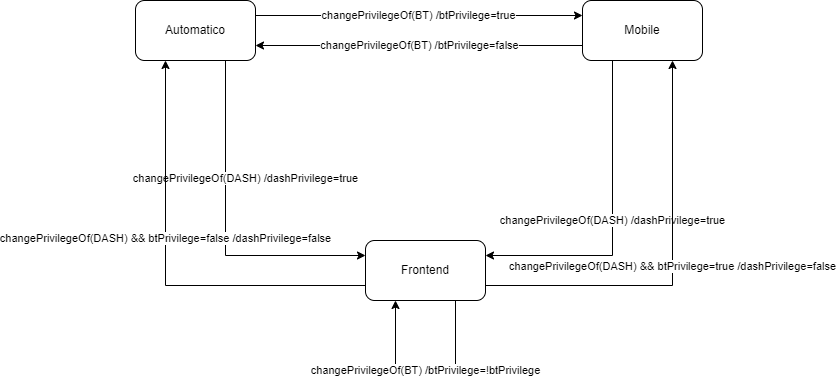 changePrivilegeOf(BT) /btPrivilege=true
Automatico
Mobile
changePrivilegeOf(BT) /btPrivilege=false
changePrivilegeOf(DASH) /dashPrivilege=true
changePrivilegeOf(DASH) /dashPrivilege=true
changePrivilegeOf(DASH) && btPrivilege=false /dashPrivilege=false
changePrivilegeOf(DASH) && btPrivilege=true /dashPrivilege=false
Frontend
changePrivilegeOf(BT) /btPrivilege=!btPrivilege